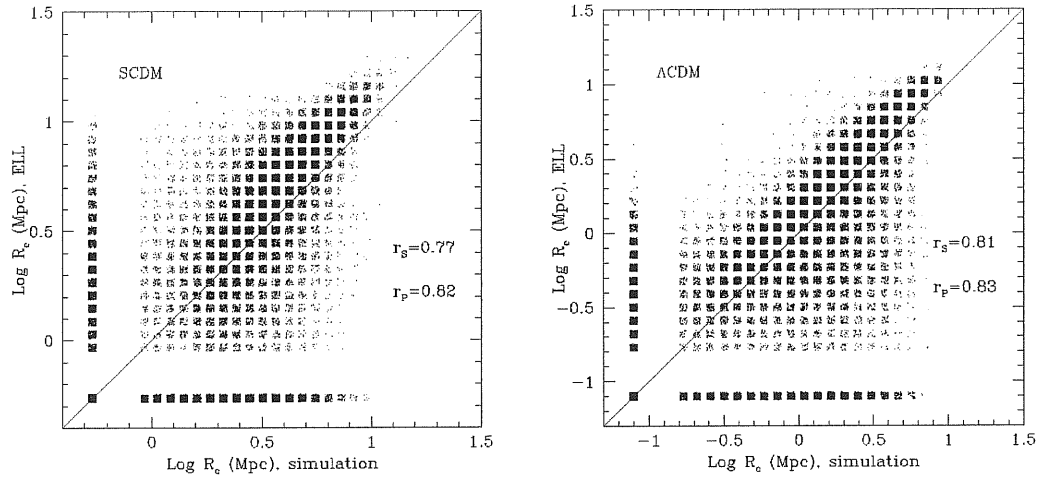 SCDM
r_S=0.77
r_P=0.82
1.5
1
0.5
0
Log R_c (Mpc), ELL
0
0.5
1
1.5
Log R_c (Mpc), simulation
ΛCDM
r_S=0.81
r_P=0.83
1.5
1
0.5
0
−0.5
−1
Log R_c (Mpc), ELL
−1
−0.5
0
0.5
1
1.5
Log R_c (Mpc), simulation